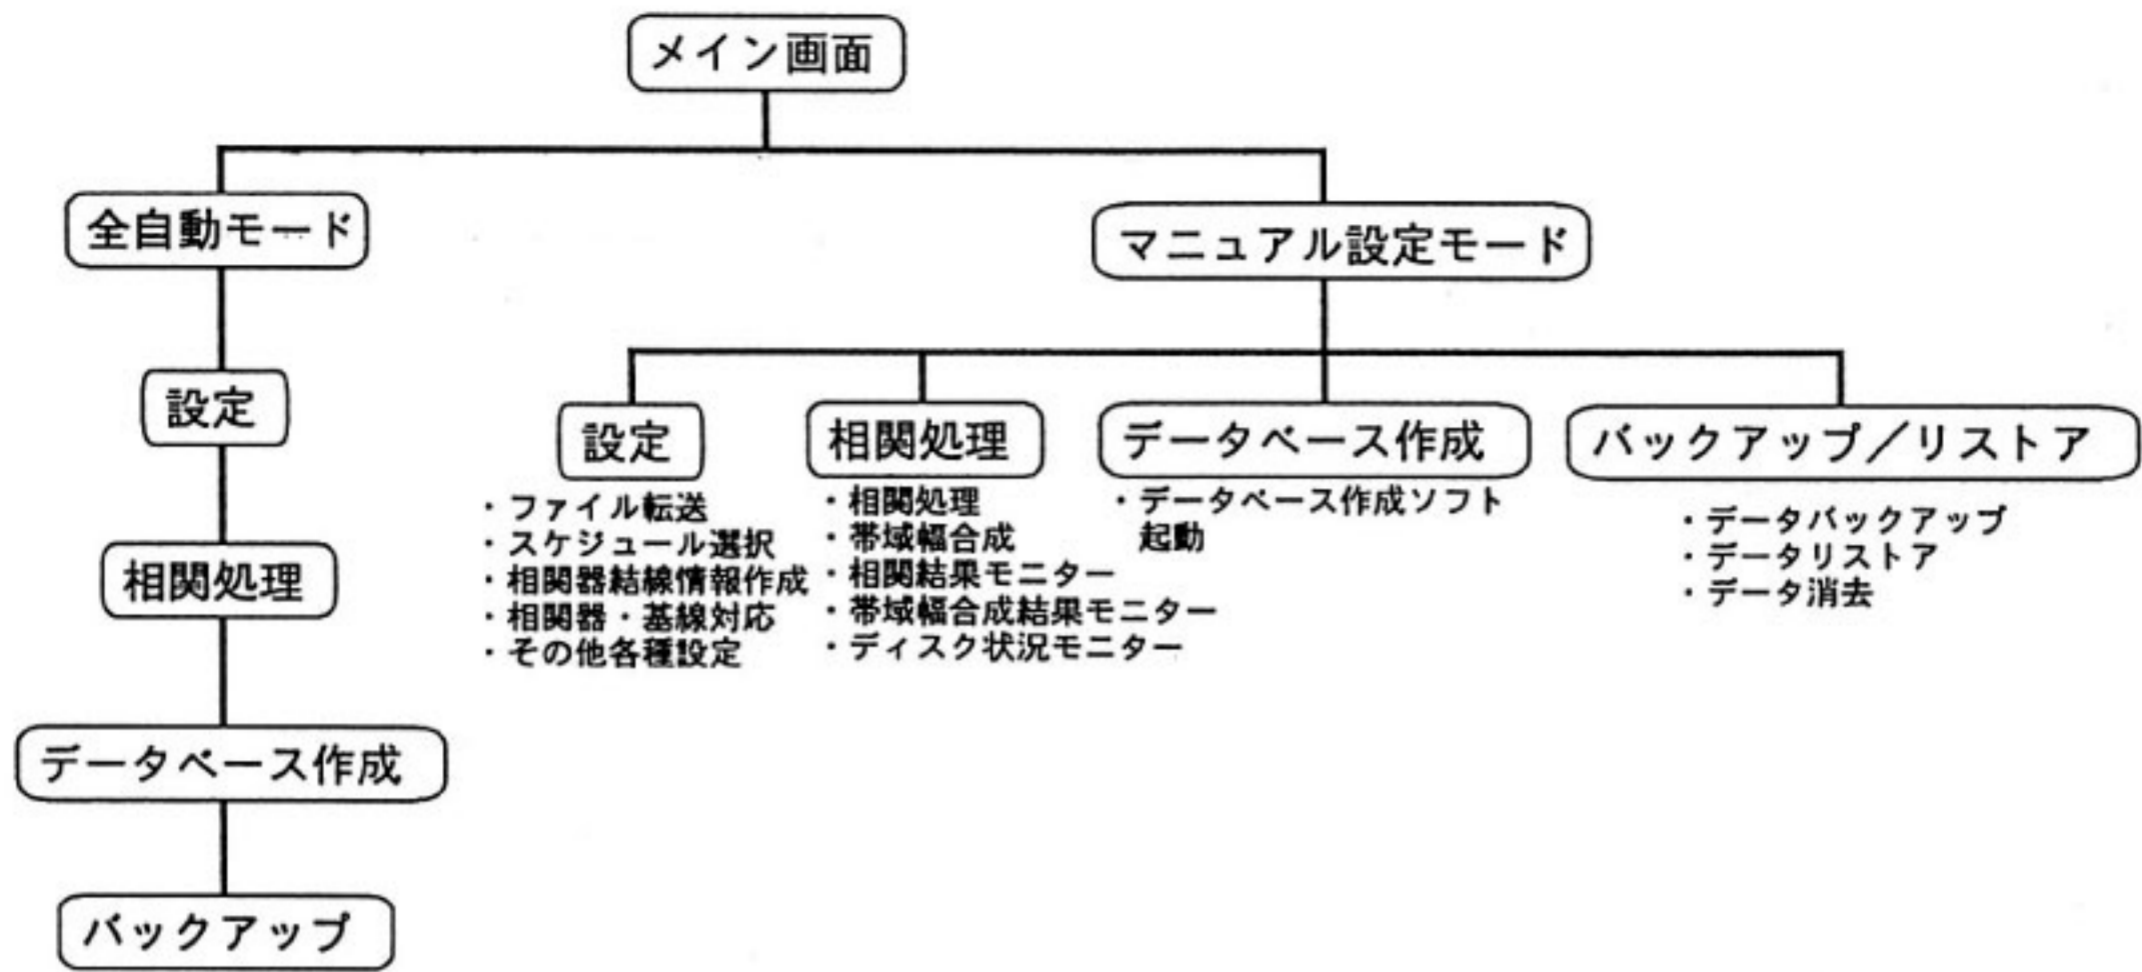 メイン画面
全自動モード
マニュアル設定モード
設定
相関処理
データベース作成
バックアップ
設定
・ファイル転送
・スケジュール選択
・相関器結線情報作成
・相関器・基線対応
・その他各種設定
相関処理
・相関処理
・帯域幅合成
・相関結果モニター
・帯域幅合成結果モニター
・ディスク状況モニター
データベース作成
・データベース作成ソフト
起動
バックアップ／リストア
・データバックアップ
・データリストア
・データ消去